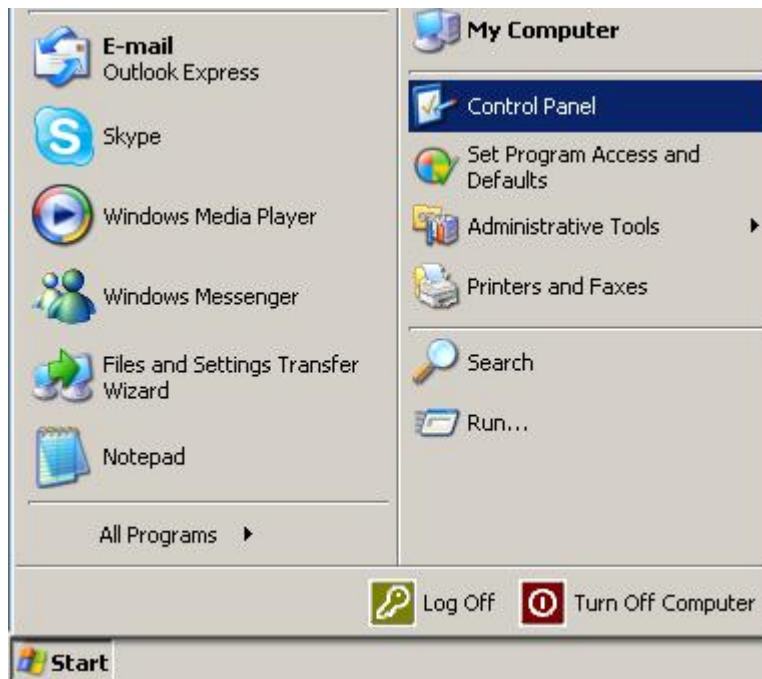 E-mail
Outlook Express
Skype
Windows Media Player
Windows Messenger
Files and Settings Transfer
Wizard
Notepad
All Programs
My Computer
Control Panel
Set Program Access and
Defaults
Administrative Tools
Printers and Faxes
Search
Run...
Log Off
Turn Off Computer
Start